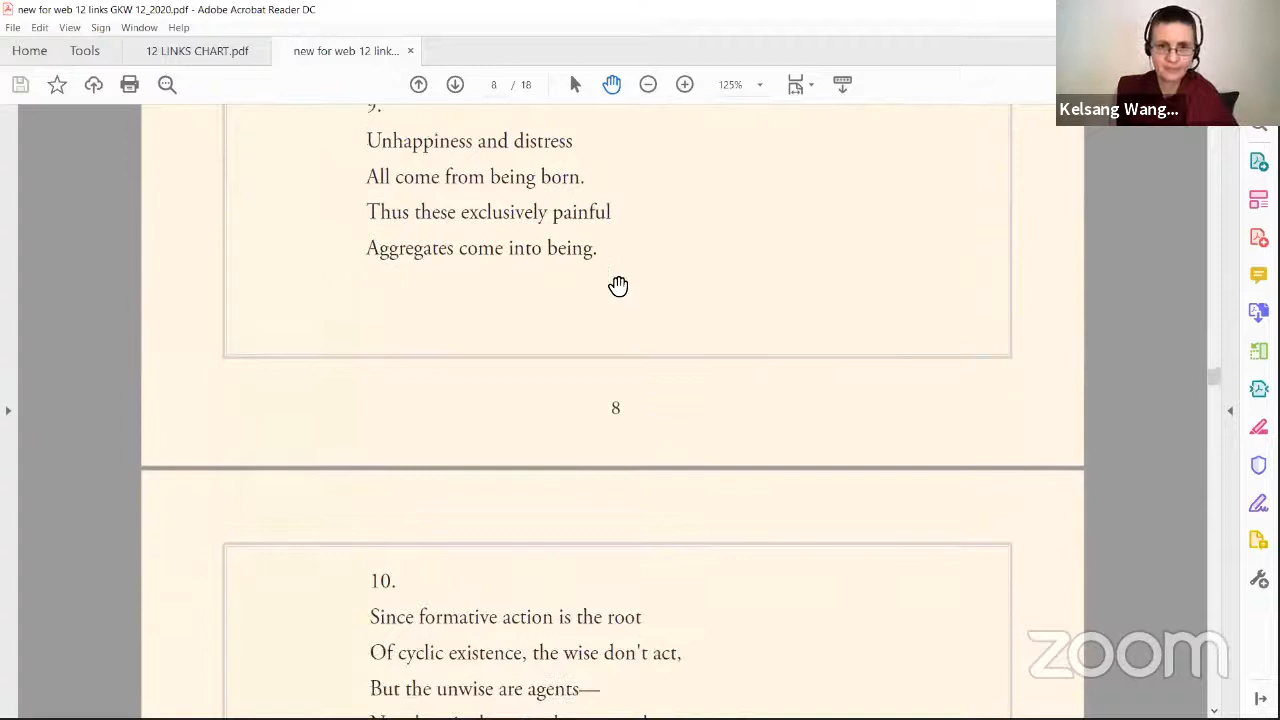 new for web 12 links GKW 12_2020.pdf - Adobe Acrobat Reader DC
File Edit View Sign Window Help
Home Tools 12 LINKS CHART.pdf new for web 12 link... ×
8 / 18 125%
Kelsang Wang...
9.
Unhappiness and distress
All come from being born.
Thus these exclusively painful
Aggregates come into being.
8
10.
Since formative action is the root
Of cyclic existence, the wise don't act,
But the unwise are agents—
zoom